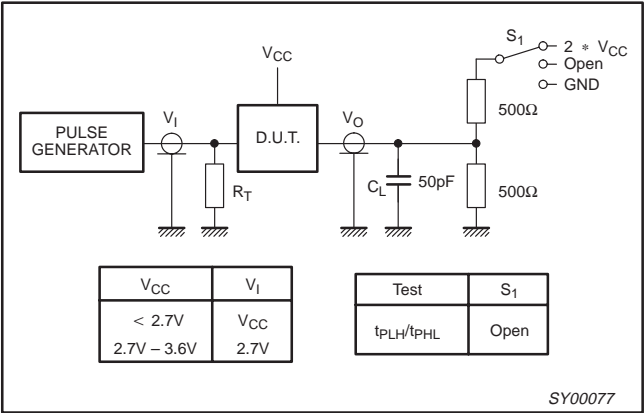 S1
2 * VCC
Open
GND
VCC
500Ω
PULSE
GENERATOR
VI
D.U.T.
VO
RT
CL
50pF
500Ω
VCC VI
< 2.7V VCC
2.7V – 3.6V 2.7V
Test S1
tPLH/tPHL Open
SY00077